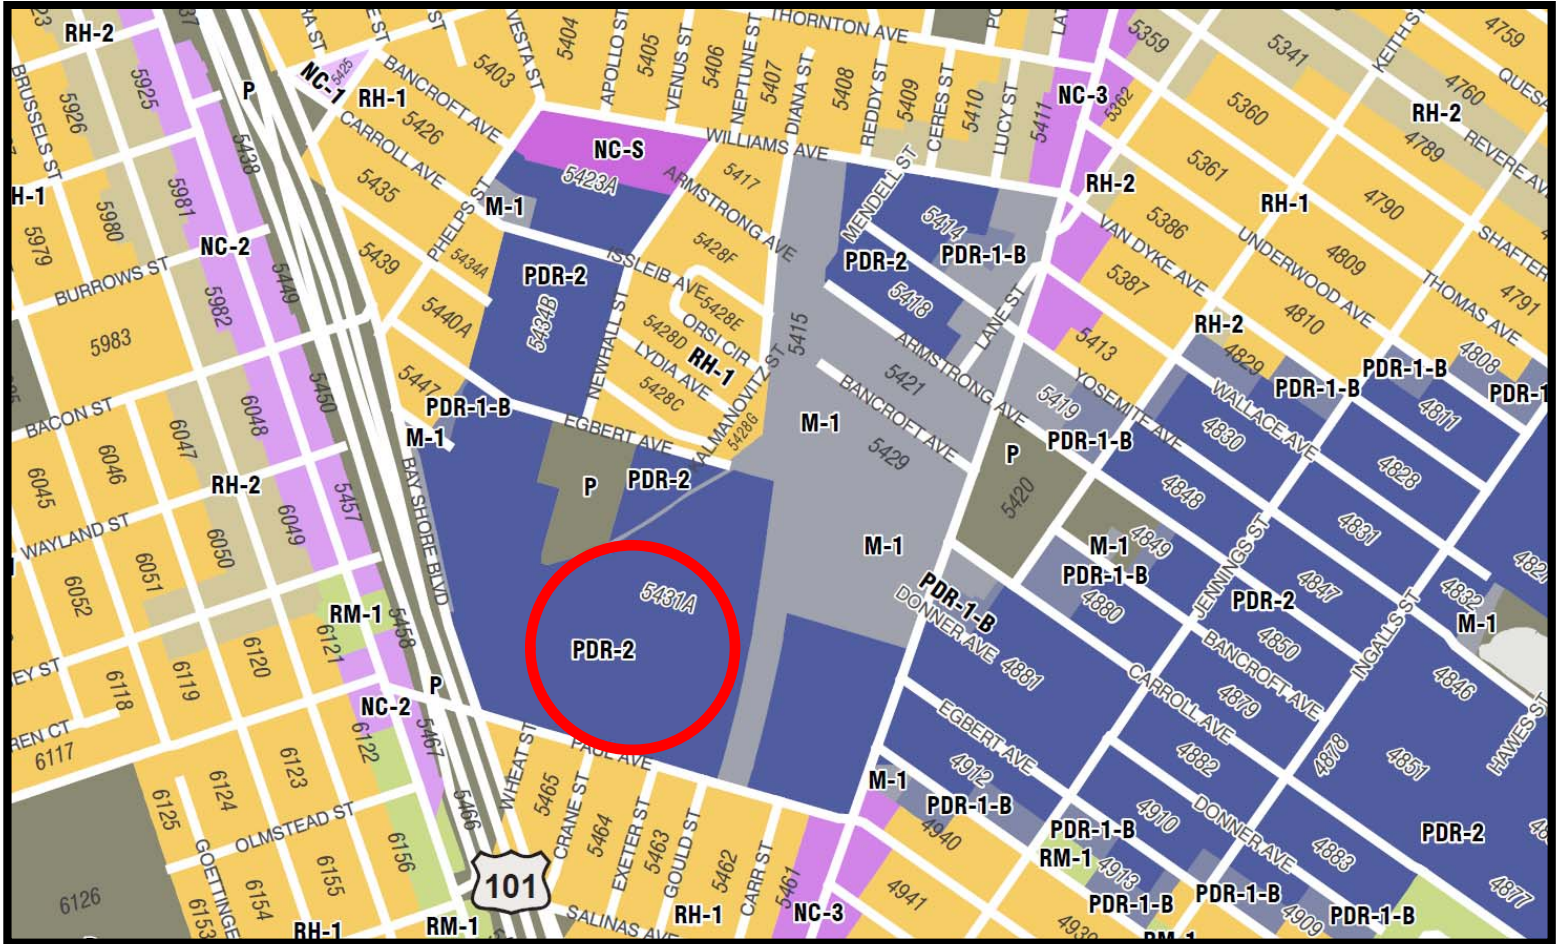 RH-2
NC-1
5425
RH-1
BANCROFT AVE
5403
VESTA ST
5404
APOLLO ST
5405
VENUS ST
5406
NEPTUNE ST
5407
DIANA ST
5408
REDDY ST
5409
CERES ST
5410
LUCY ST
5411
THORNTON AVE
NC-3
5362
5359
5341
KEITH ST
4759
4760
QUESA
RH-2
REVERE AV
5360
4789
BRUSSELS ST
5926
5925
P
5438
CARROLL AVE
5426
5435
NC-S
5423A
WILLIAMS AVE
5417
ARMSTRONG AVE
MENDELL ST
5414
PDR-1-B
RH-2
5361
RH-1
4790
SHAFTER
H-1
5979
5980
5981
NC-2
BURROWS ST
5449
5439
PHELPS ST
5434A
M-1
PDR-2
5434B
ISSLEIB AVE
5428F
5428E
ORSI CIR
5428D
LYDIA AVE
RH-1
5428C
NEWHALL ST
KALMANOVITZ ST
5428G
5415
PDR-2
5418
LANE ST
VAN DYKE AVE
5386
5387
UNDERWOOD AVE
4809
THOMAS AVE
4791
4810
RH-2
4829
5983
5982
5440A
5447
PDR-1-B
M-1
EGBERT AVE
ARMSTRONG AVE
5421
BANCROFT AVE
5429
M-1
5413
5419
YOSEMITE AVE
PDR-1-B
WALLACE AVE
PDR-1-B
PDR-1-B
4808
PDR-1
4811
4830
4828
BACON ST
6048
5450
6047
6046
6045
RH-2
5457
6049
WAYLAND ST
6050
6051
6052
BAY SHORE BLVD
P
PDR-2
5431A
PDR-2
M-1
P
5420
4848
4831
M-1
4849
PDR-1-B
4880
JENNINGS ST
4847
PDR-2
4850
4832
M-1
INGALLS ST
PDR-1-B
DONNER AVE
4881
CARROLL AVE
BANCROFT AVE
4879
4846
HAWES ST
RM-1
5458
6121
6120
6119
6118
EY ST
REN CT
6117
P
NC-2
5467
6122
6123
6124
6125
OLMSTEAD ST
GOETTINGE
5466
6156
6155
6154
6153
6126
RH-1
RM-1
101
WHEAT ST
PAUL AVE
5465
CRANE ST
5464
EXETER ST
5463
GOULD ST
5462
CARR ST
5461
SALINAS AVE
RH-1
NC-3
M-1
4912
PDR-1-B
EGBERT AVE
4882
4878
4851
PDR-2
4940
4941
PDR-1-B
RM-1
4910
4913
DONNER AVE
4883
4877
PDR-1-B
PDR-1-B
4909
PDR-1-B
RM-1